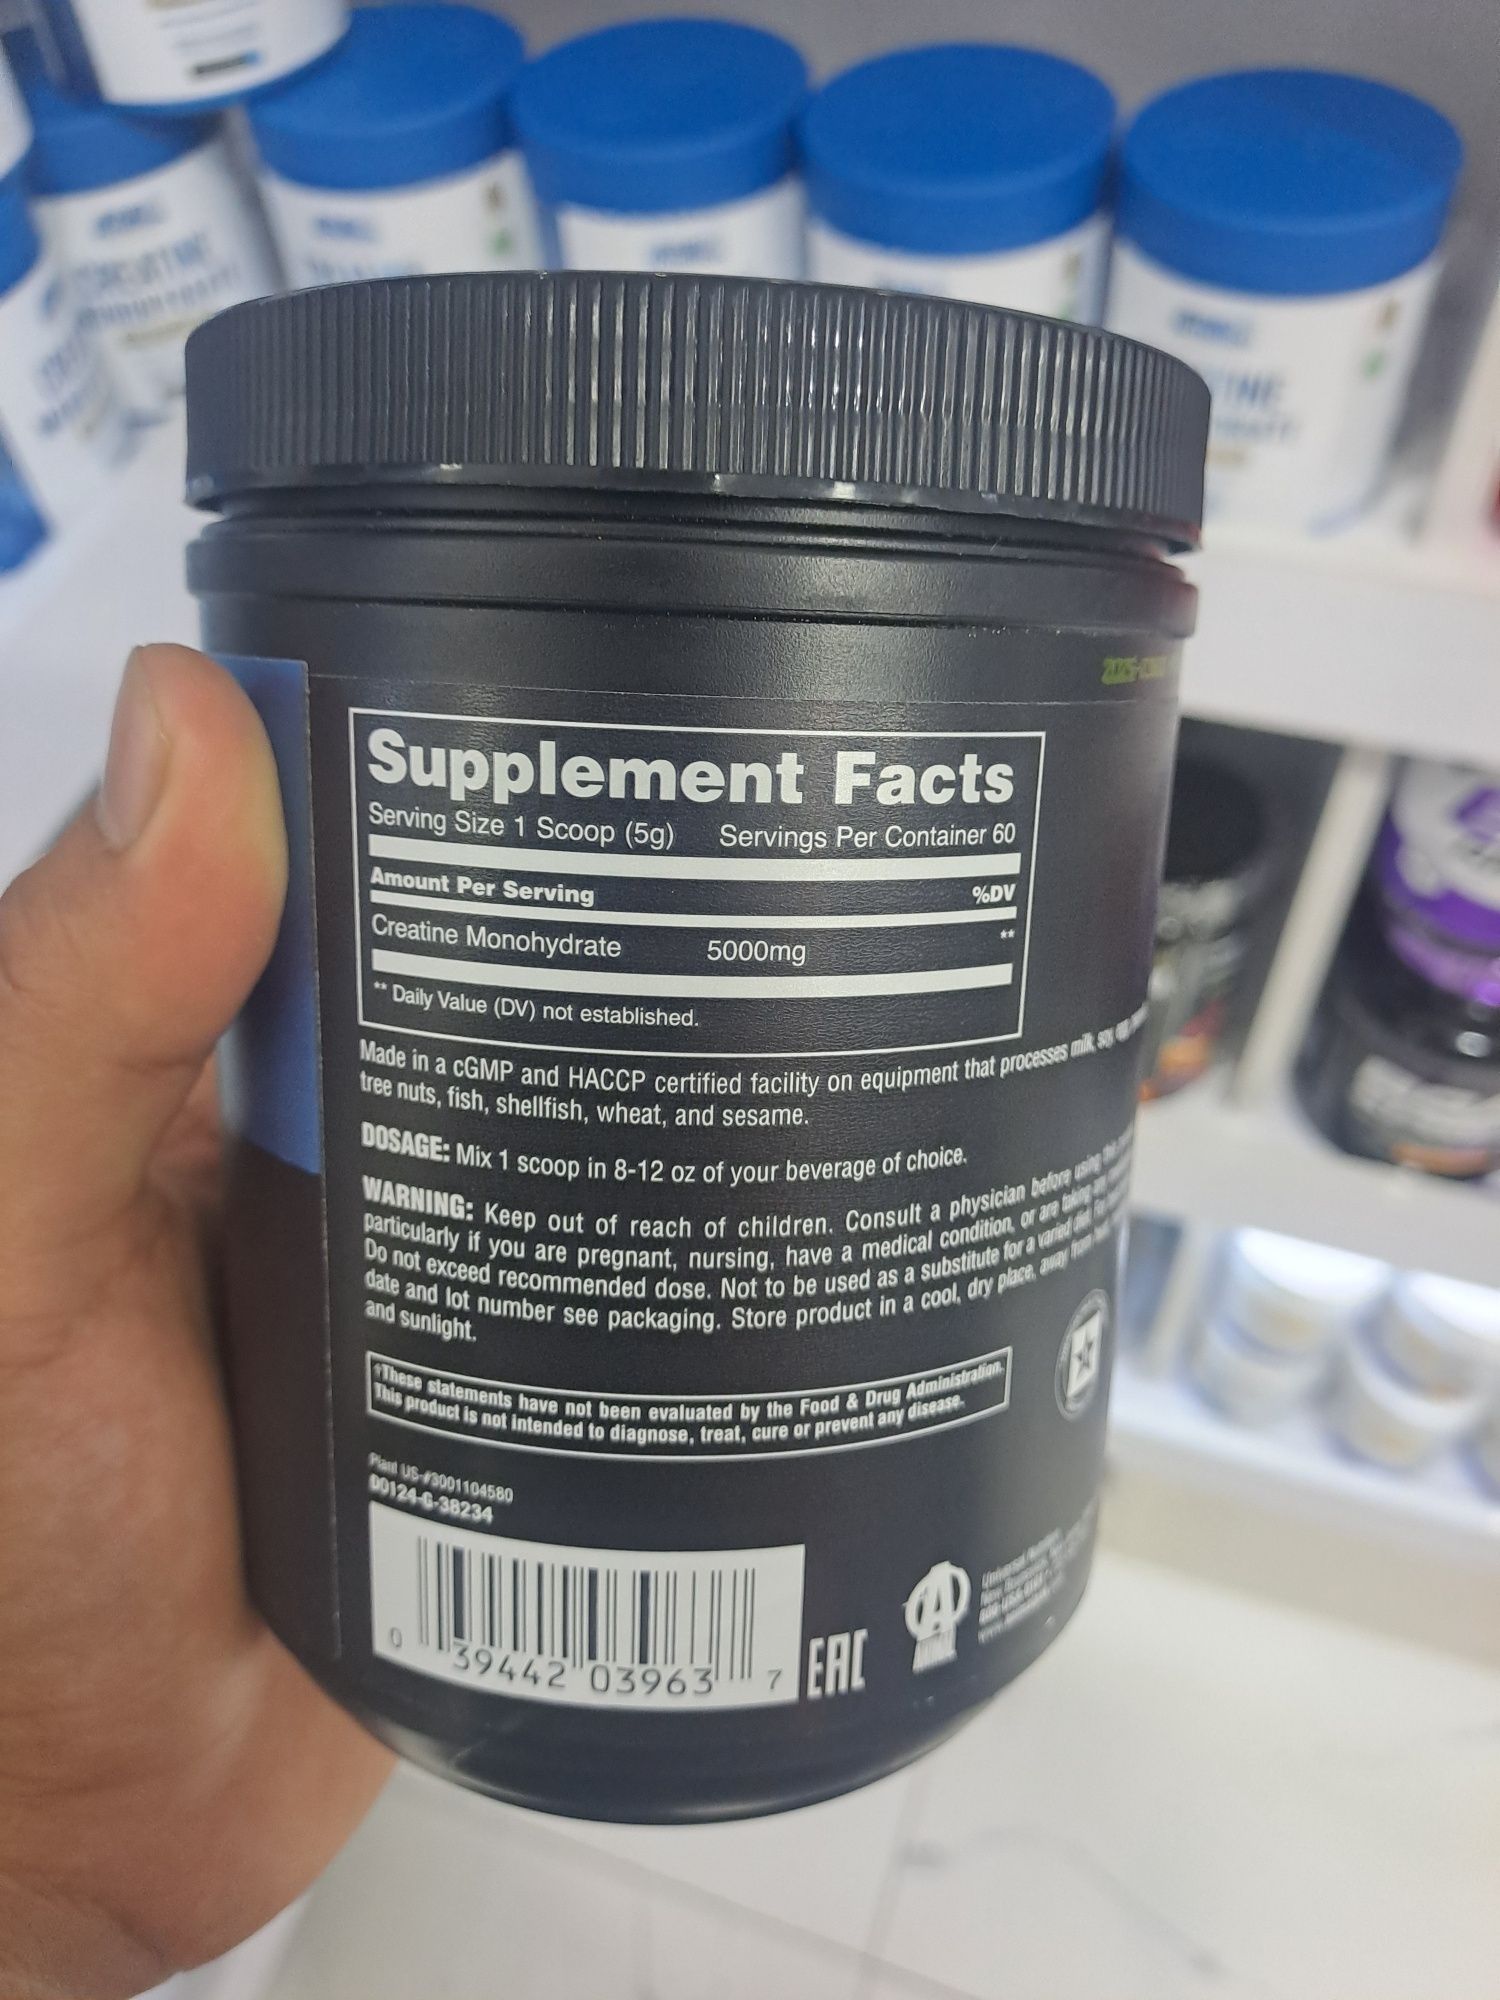 Supplement Facts
Serving Size 1 Scoop (5g) Servings Per Container 60
Amount Per Serving %DV
Creatine Monohydrate 5000mg **
** Daily Value (DV) not established.
Made in a cGMP and HACCP certified facility on equipment that processes milk, soy, egg,
tree nuts, fish, shellfish, wheat, and sesame.
DOSAGE: Mix 1 scoop in 8-12 oz of your beverage of choice.
WARNING: Keep out of reach of children. Consult a physician before using
particularly if you are pregnant, nursing, have a medical condition, or are taking any
Do not exceed recommended dose. Not to be used as a substitute for a varied diet.
date and lot number see packaging. Store product in a cool, dry place, away from
and sunlight.
†These statements have not been evaluated by the Food & Drug Administration.
This product is not intended to diagnose, treat, cure or prevent any disease.
Plant US-#3001104580
D0124-G-38234
0 39442 03963 7
EAC
A
ANIMAL
Universal Nutrition